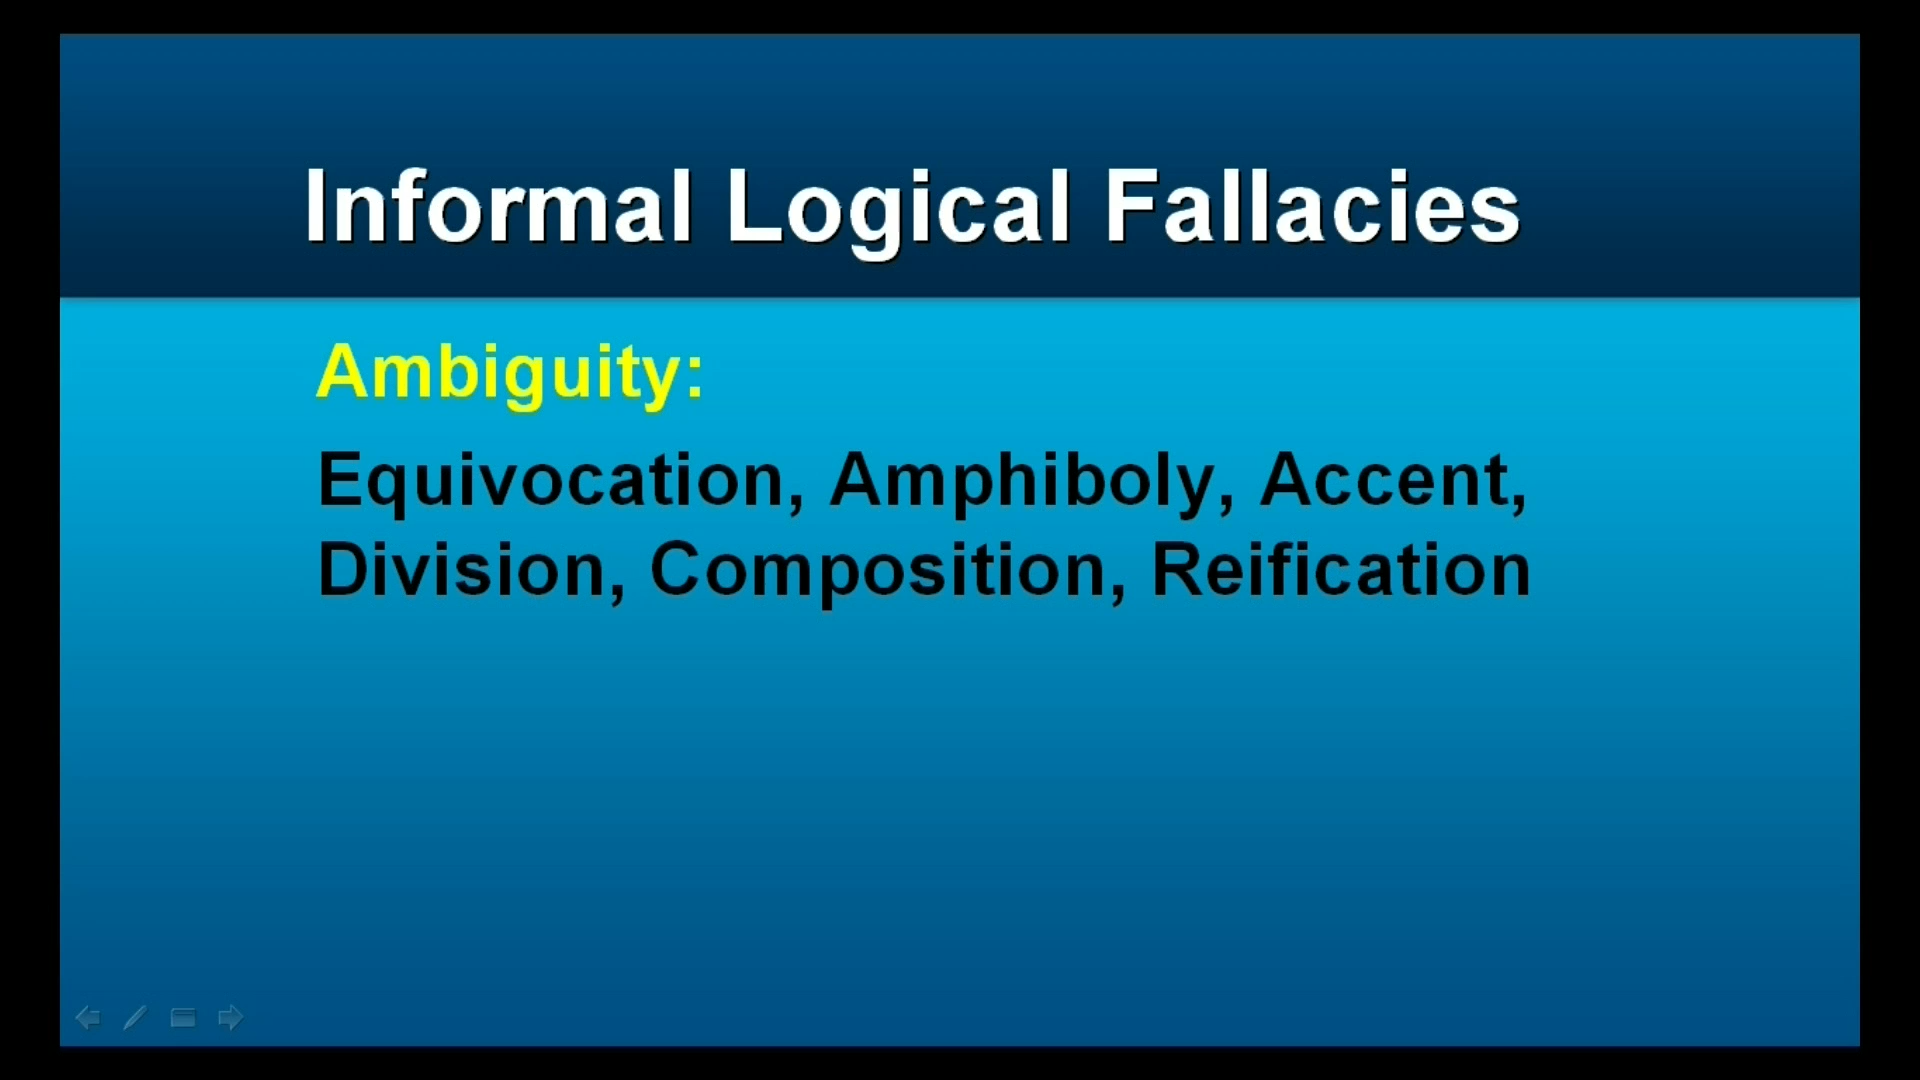 Informal Logical Fallacies
Ambiguity:
Equivocation, Amphiboly, Accent,
Division, Composition, Reification